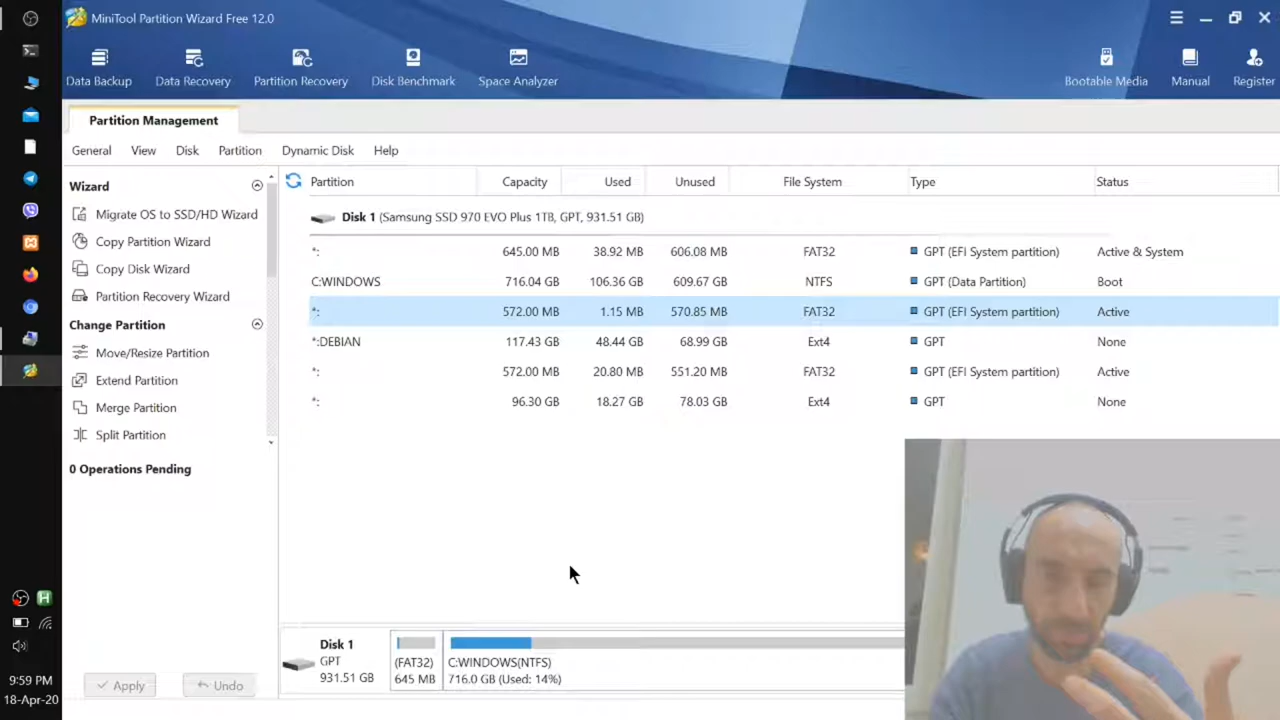 MiniTool Partition Wizard Free 12.0
Data Backup Data Recovery Partition Recovery Disk Benchmark Space Analyzer Bootable Media Manual Register
Partition Management
General View Disk Partition Dynamic Disk Help
Wizard
Migrate OS to SSD/HD Wizard
Copy Partition Wizard
Copy Disk Wizard
Partition Recovery Wizard
Change Partition
Move/Resize Partition
Extend Partition
Merge Partition
Split Partition
0 Operations Pending
Partition Capacity Used Unused File System Type Status
Disk 1 (Samsung SSD 970 EVO Plus 1TB, GPT, 931.51 GB)
*: 645.00 MB 38.92 MB 606.08 MB FAT32 GPT (EFI System partition) Active & System
C:WINDOWS 716.04 GB 106.36 GB 609.67 GB NTFS GPT (Data Partition) Boot
*: 572.00 MB 1.15 MB 570.85 MB FAT32 GPT (EFI System partition) Active
*:DEBIAN 117.43 GB 48.44 GB 68.99 GB Ext4 GPT None
*: 572.00 MB 20.80 MB 551.20 MB FAT32 GPT (EFI System partition) Active
*: 96.30 GB 18.27 GB 78.03 GB Ext4 GPT None
Disk 1
GPT
931.51 GB
(FAT32)
645 MB
C:WINDOWS(NTFS)
716.0 GB (Used: 14%)
Apply Undo
9:59 PM
18-Apr-20